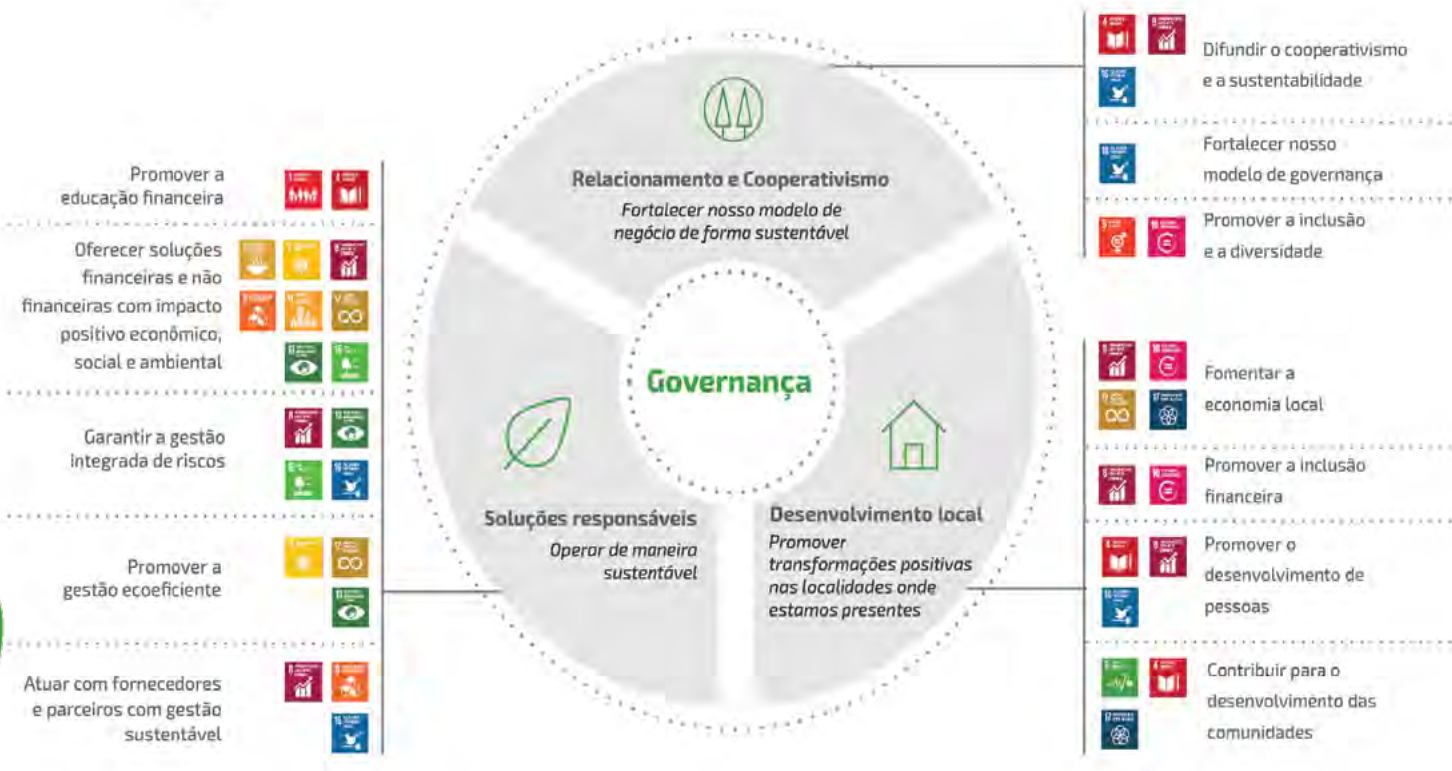 Relacionamento e Cooperativismo
Fortalecer nosso modelo de
negócio de forma sustentável
Governança
Soluções responsáveis
Operar de maneira
sustentável
Desenvolvimento local
Promover
transformações positivas
nas localidades onde
estamos presentes
Promover a
educação financeira
Oferecer soluções
financeiras e não
financeiras com impacto
positivo econômico,
social e ambiental
Garantir a gestão
integrada de riscos
Promover a
gestão ecoeficiente
Atuar com fornecedores
e parceiros com gestão
sustentável
Difundir o cooperativismo
e a sustentabilidade
Fortalecer nosso
modelo de governança
Promover a inclusão
e a diversidade
Fomentar a
economia local
Promover a inclusão
financeira
Promover o
desenvolvimento de
pessoas
Contribuir para o
desenvolvimento das
comunidades